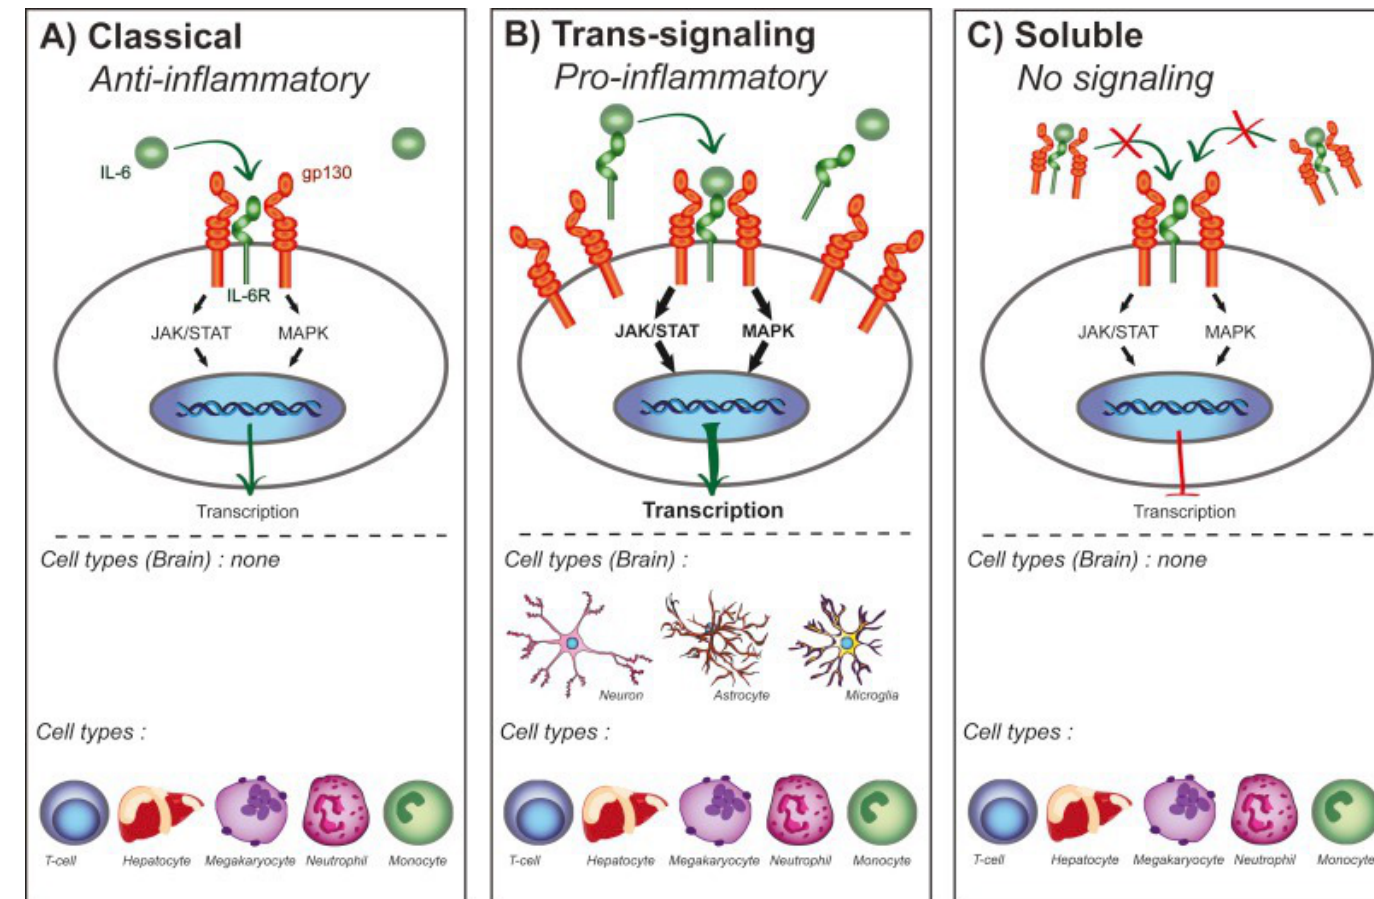 A) Classical
Anti-inflammatory
IL-6
gp130
IL-6R
JAK/STAT MAPK
Transcription
Cell types (Brain) : none
Cell types :
T-cell Hepatocyte Megakaryocyte Neutrophil Monocyte
B) Trans-signaling
Pro-inflammatory
JAK/STAT MAPK
Transcription
Cell types (Brain) :
Neuron Astrocyte Microglia
Cell types :
T-cell Hepatocyte Megakaryocyte Neutrophil Monocyte
C) Soluble
No signaling
JAK/STAT MAPK
Transcription
Cell types (Brain) : none
Cell types :
T-cell Hepatocyte Megakaryocyte Neutrophil Monocyte